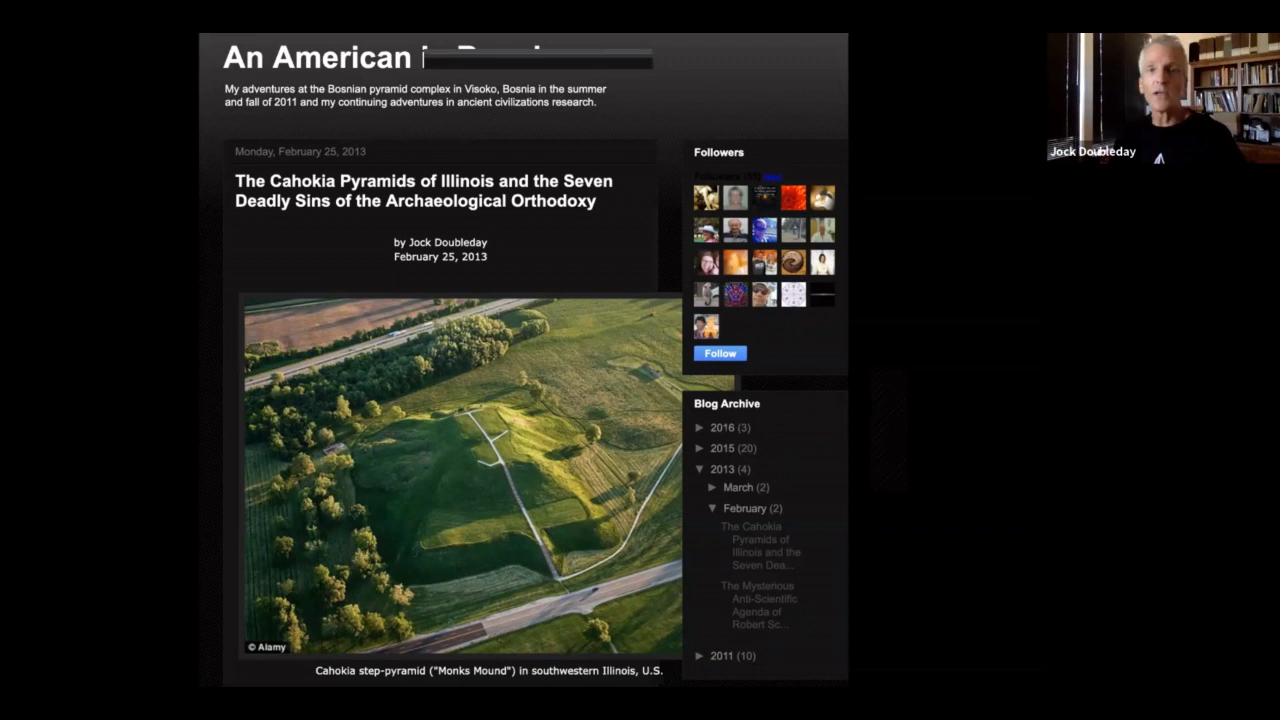 An American
My adventures at the Bosnian pyramid complex in Visoko, Bosnia in the summer
and fall of 2011 and my continuing adventures in ancient civilizations research.
Monday, February 25, 2013
The Cahokia Pyramids of Illinois and the Seven
Deadly Sins of the Archaeological Orthodoxy
by Jock Doubleday
February 25, 2013
© Alamy
Cahokia step-pyramid ("Monks Mound") in southwestern Illinois, U.S.
Followers
Followers (55) Next
Follow
Blog Archive
► 2016 (3)
► 2015 (20)
▼ 2013 (4)
► March (2)
▼ February (2)
The Cahokia
Pyramids of
Illinois and the
Seven Dea...
The Mysterious
Anti-Scientific
Agenda of
Robert Sc...
► 2011 (10)
Jock Doubleday